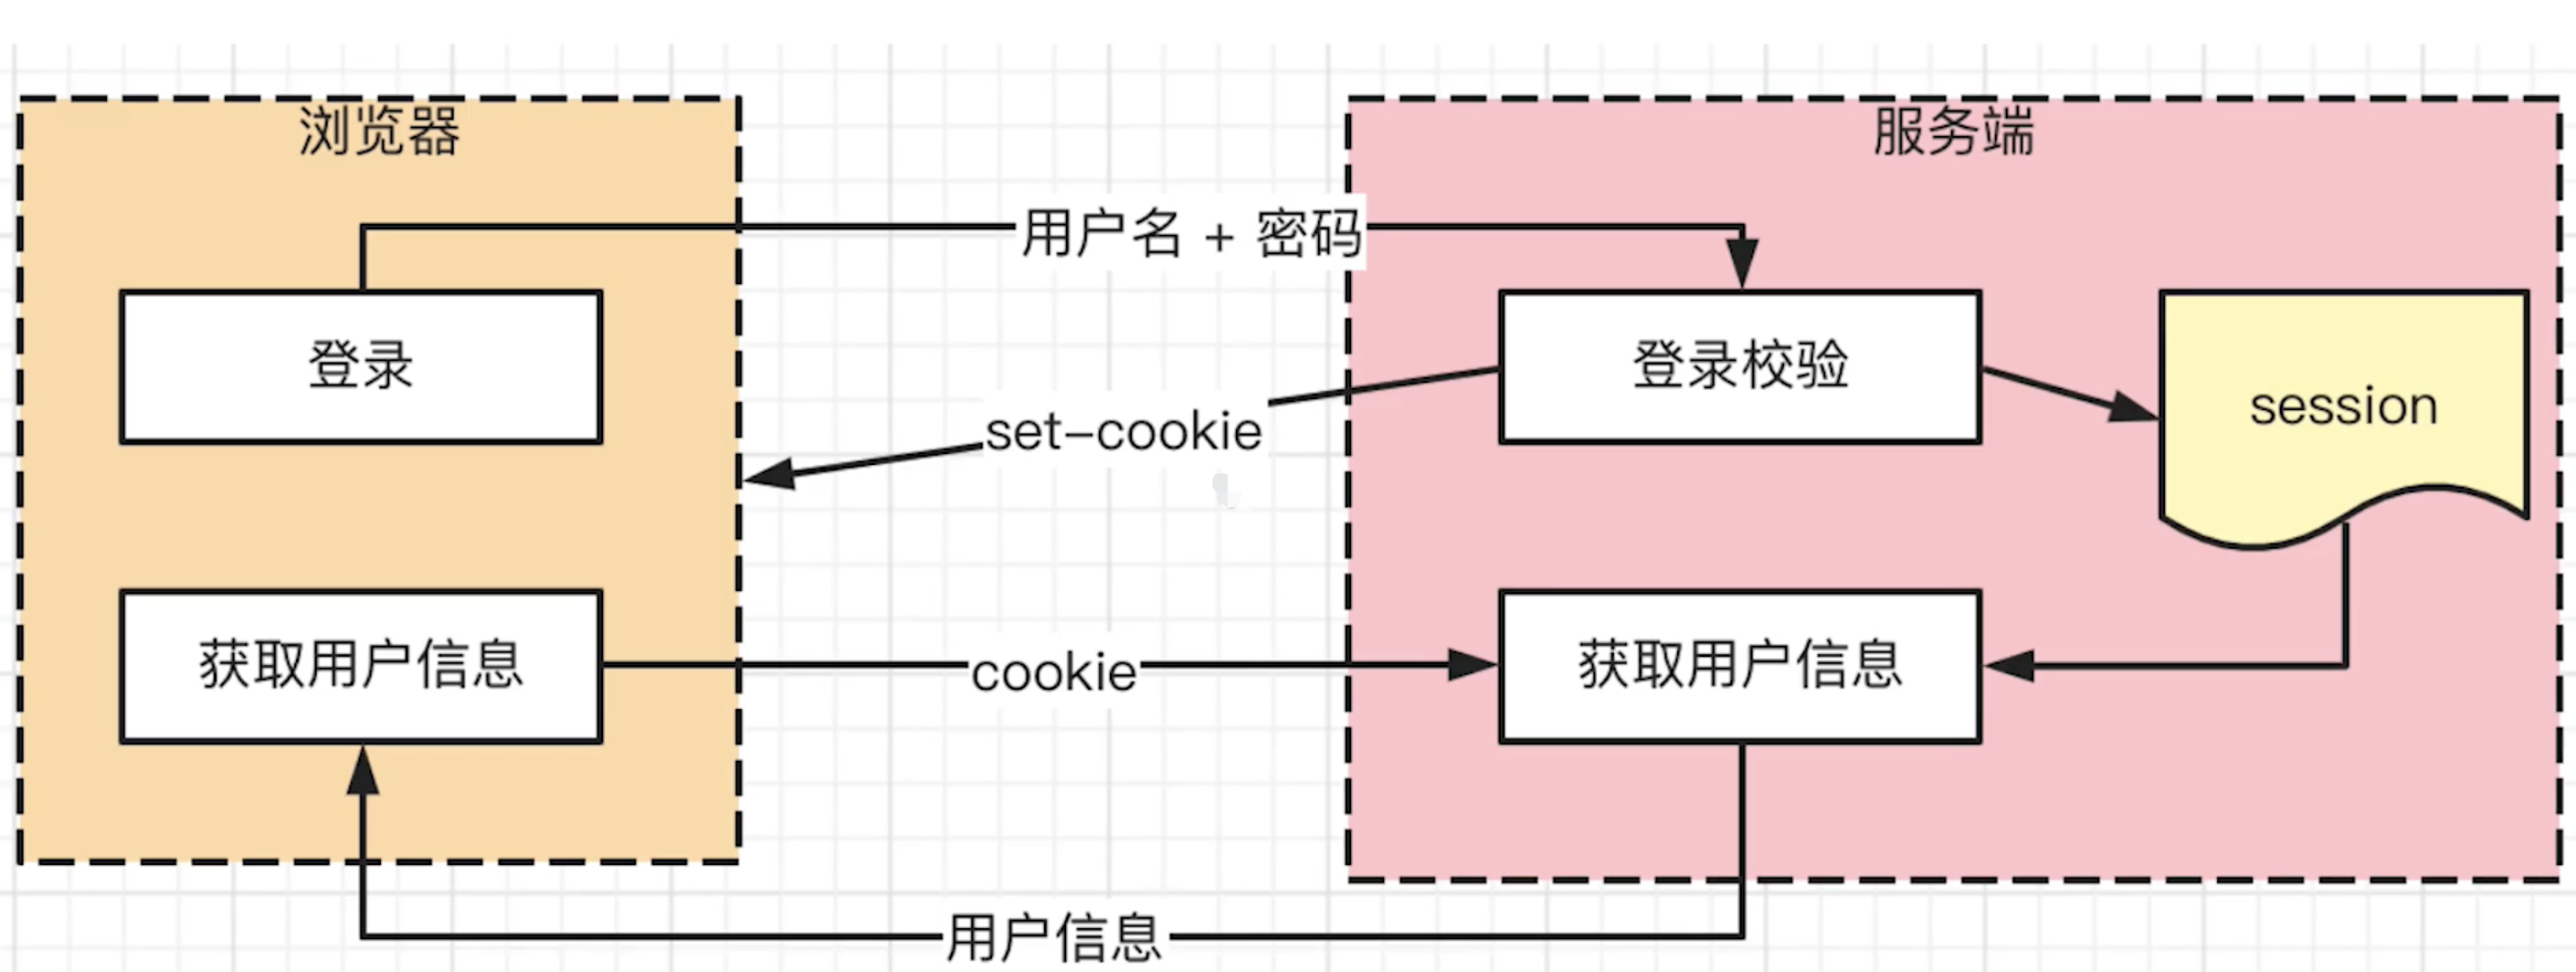 浏览器
服务端
用户名 + 密码
登录
登录校验
session
set-cookie
获取用户信息
cookie
获取用户信息
用户信息